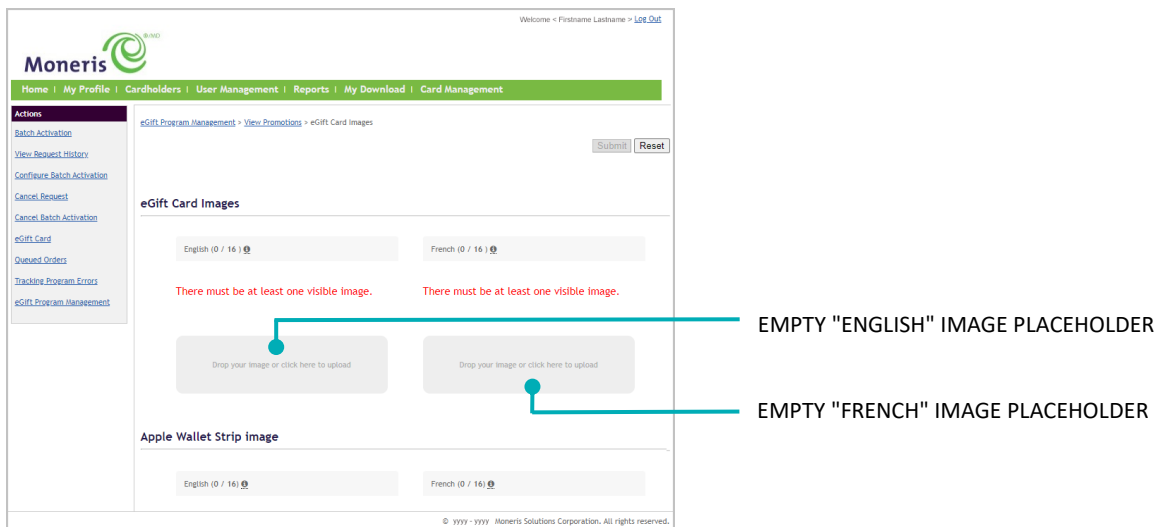 Welcome < Firstname Lastname > Log Out
®/MD
Moneris
Home | My Profile | Cardholders | User Management | Reports | My Download | Card Management
Actions
Batch Activation
View Request History
Configure Batch Activation
Cancel Request
Cancel Batch Activation
eGift Card
Queued Orders
Tracking Program Errors
eGift Program Management
eGift Program Management > View Promotions > eGift Card Images
Submit Reset
eGift Card Images
English (0 / 16 ) French (0 / 16 )
There must be at least one visible image. There must be at least one visible image.
Drop your image or click here to upload Drop your image or click here to upload
EMPTY "ENGLISH" IMAGE PLACEHOLDER
EMPTY "FRENCH" IMAGE PLACEHOLDER
Apple Wallet Strip image
English (0 / 16) French (0 / 16)
© yyyy - yyyy Moneris Solutions Corporation. All rights reserved.